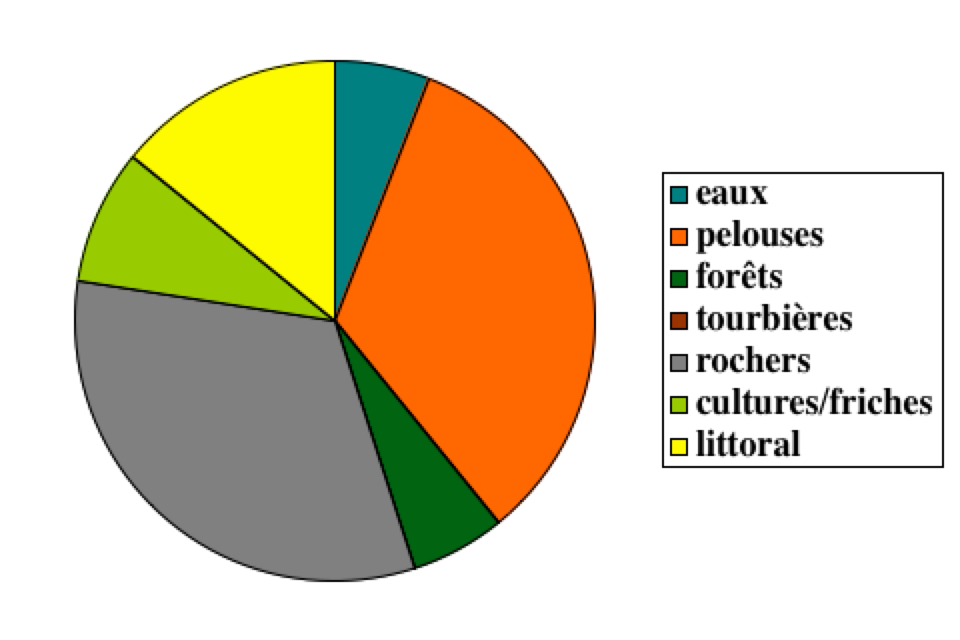 eaux
pelouses
forêts
tourbières
rochers
cultures/friches
littoral